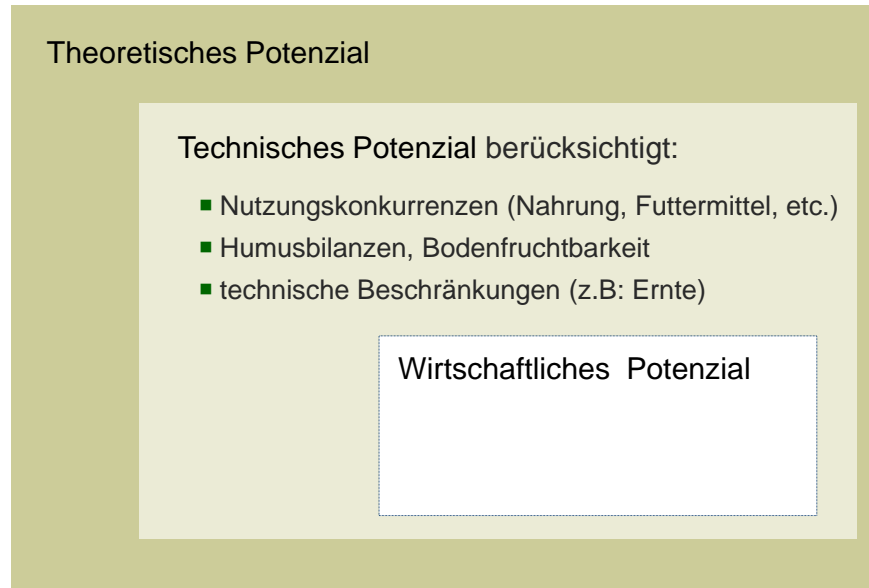 Theoretisches Potenzial
Technisches Potenzial berücksichtigt:
Nutzungskonkurrenzen (Nahrung, Futtermittel, etc.)
Humusbilanzen, Bodenfruchtbarkeit
technische Beschränkungen (z.B: Ernte)
Wirtschaftliches Potenzial